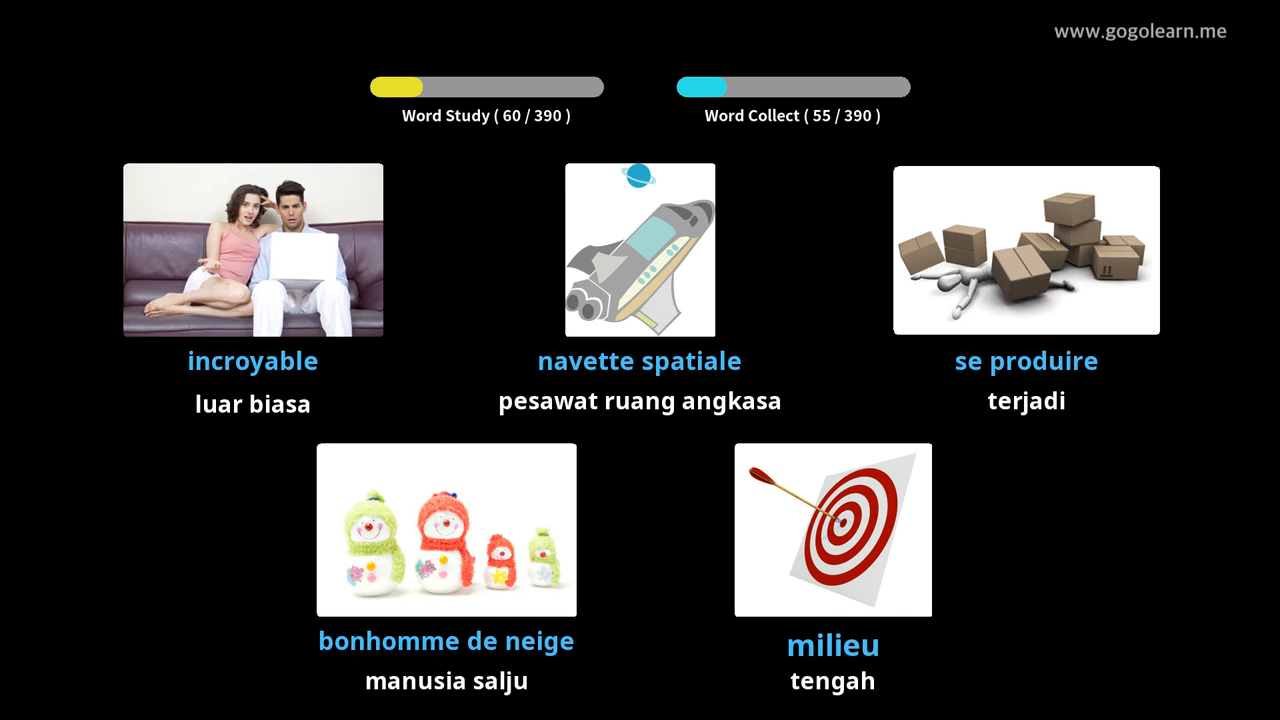 www.gogolearn.me
Word Study ( 60 / 390 )
Word Collect ( 55 / 390 )
incroyable
luar biasa
navette spatiale
pesawat ruang angkasa
se produire
terjadi
bonhomme de neige
manusia salju
milieu
tengah